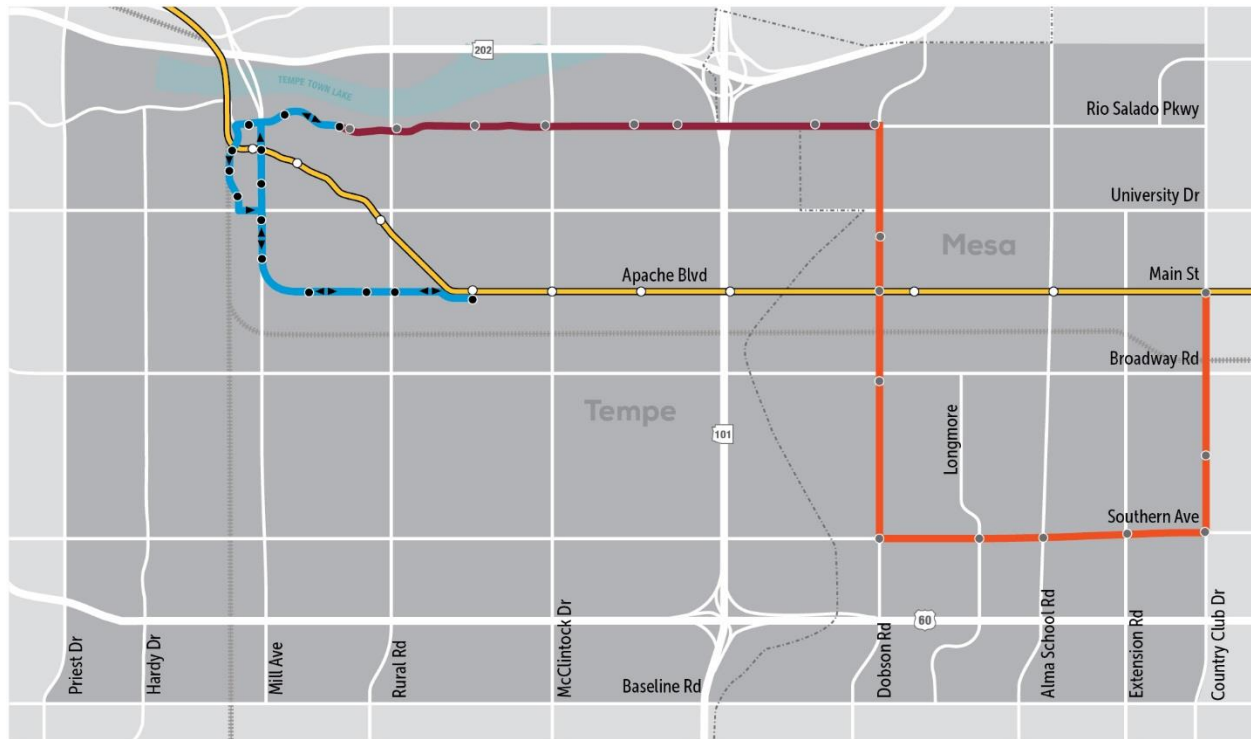 202
TEMPE TOWN LAKE
Rio Salado Pkwy
University Dr
Mesa
Apache Blvd
Main St
Broadway Rd
Tempe
101
Longmore
Southern Ave
60
Priest Dr
Hardy Dr
Mill Ave
Rural Rd
McClintock Dr
Baseline Rd
Dobson Rd
Alma School Rd
Extension Rd
Country Club Dr